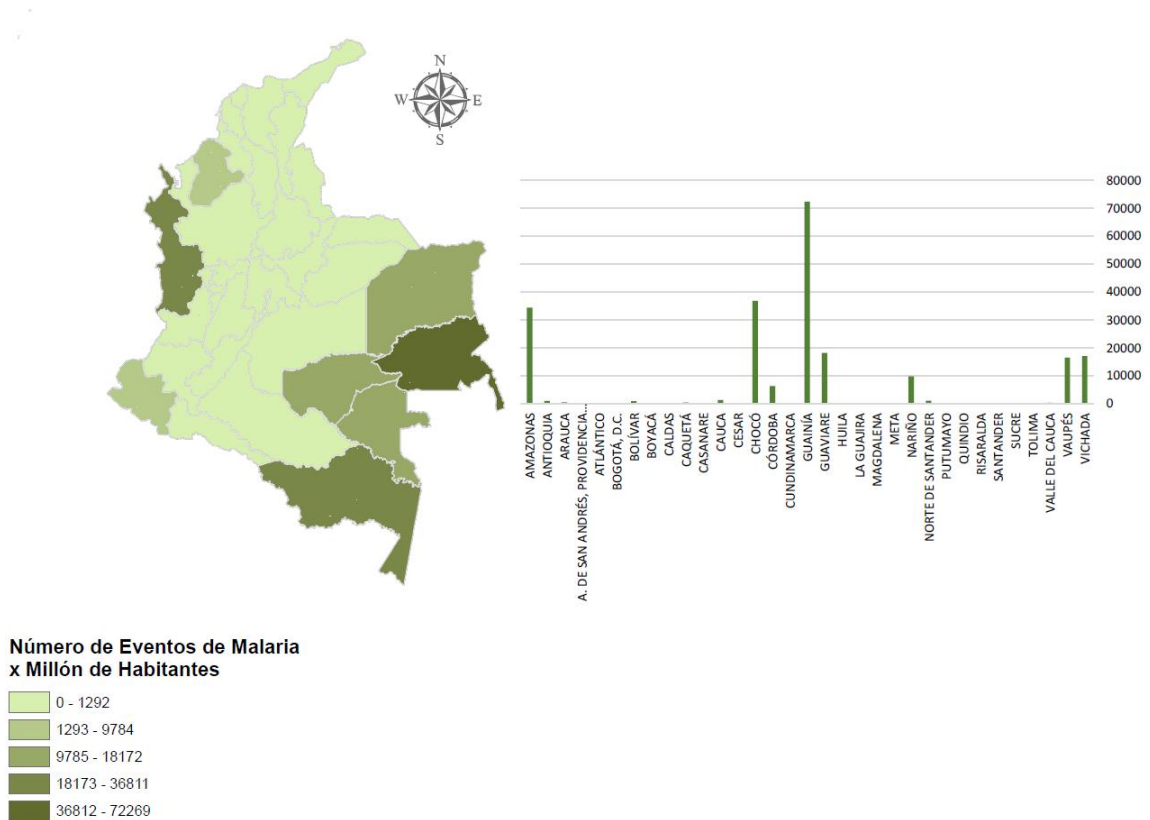 N
W
E
S
80000
70000
60000
50000
40000
30000
20000
10000
0
AMAZONAS
ANTIOQUIA
ARAUCA
A. DE SAN ANDRÉS, PROVIDENCIA...
ATLÁNTICO
BOGOTÁ, D.C.
BOLÍVAR
BOYACÁ
CALDAS
CAQUETÁ
CASANARE
CAUCA
CESAR
CHOCÓ
CÓRDOBA
CUNDINAMARCA
GUAINÍA
GUAVIARE
HUILA
LA GUAJIRA
MAGDALENA
META
NARIÑO
NORTE DE SANTANDER
PUTUMAYO
QUINDIO
RISARALDA
SANTANDER
SUCRE
TOLIMA
VALLE DEL CAUCA
VAUPÉS
VICHADA
Número de Eventos de Malaria
x Millón de Habitantes
0 - 1292
1293 - 9784
9785 - 18172
18173 - 36811
36812 - 72269